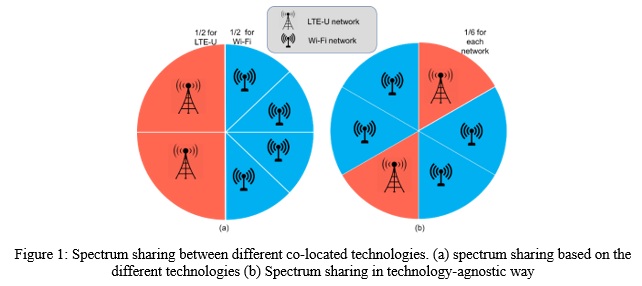 LTE-U network
Wi-Fi network
1/2 for
LTE-U
1/2 for
Wi-Fi
1/6 for
each
network
(a)
(b)
Figure 1: Spectrum sharing between different co-located technologies. (a) spectrum sharing based on the
different technologies (b) Spectrum sharing in technology-agnostic way